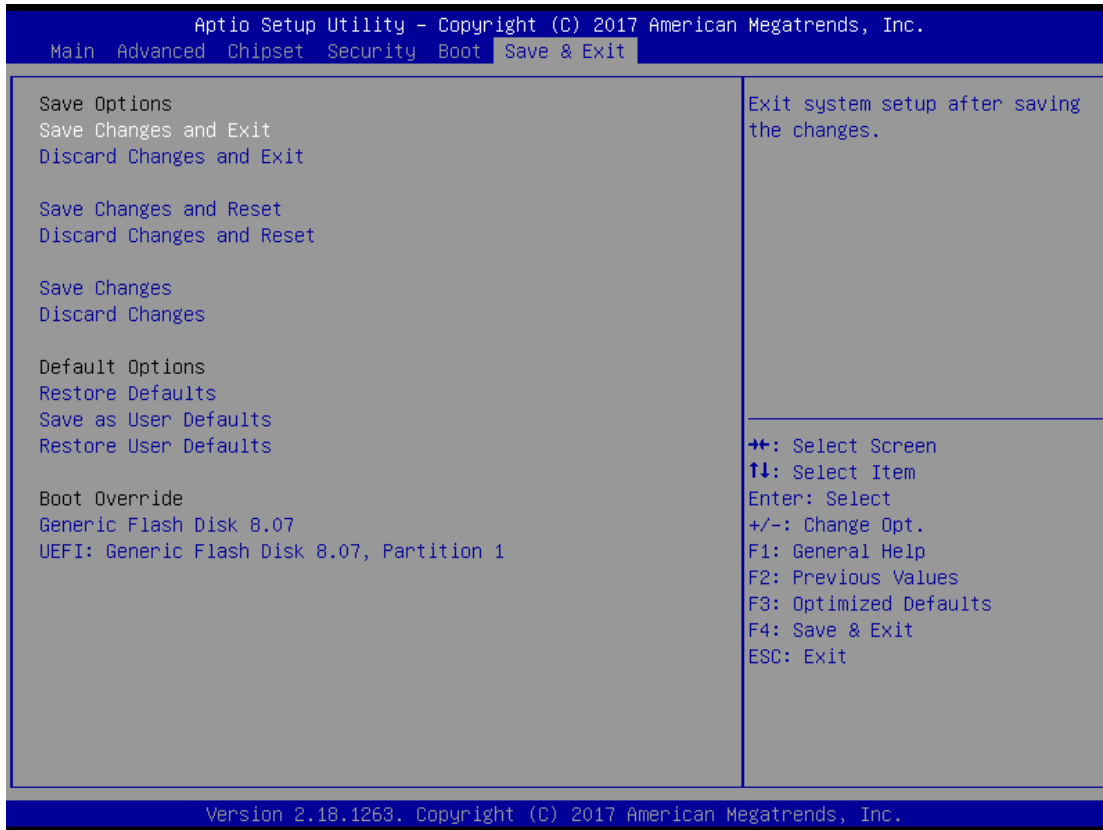 Aptio Setup Utility – Copyright (C) 2017 American Megatrends, Inc.
Main Advanced Chipset Security Boot Save & Exit
Save Options
Save Changes and Exit
Discard Changes and Exit
Save Changes and Reset
Discard Changes and Reset
Save Changes
Discard Changes
Default Options
Restore Defaults
Save as User Defaults
Restore User Defaults
Boot Override
Generic Flash Disk 8.07
UEFI: Generic Flash Disk 8.07, Partition 1
Exit system setup after saving
the changes.
→←: Select Screen
↑↓: Select Item
Enter: Select
+/-: Change Opt.
F1: General Help
F2: Previous Values
F3: Optimized Defaults
F4: Save & Exit
ESC: Exit
Version 2.18.1263. Copyright (C) 2017 American Megatrends, Inc.